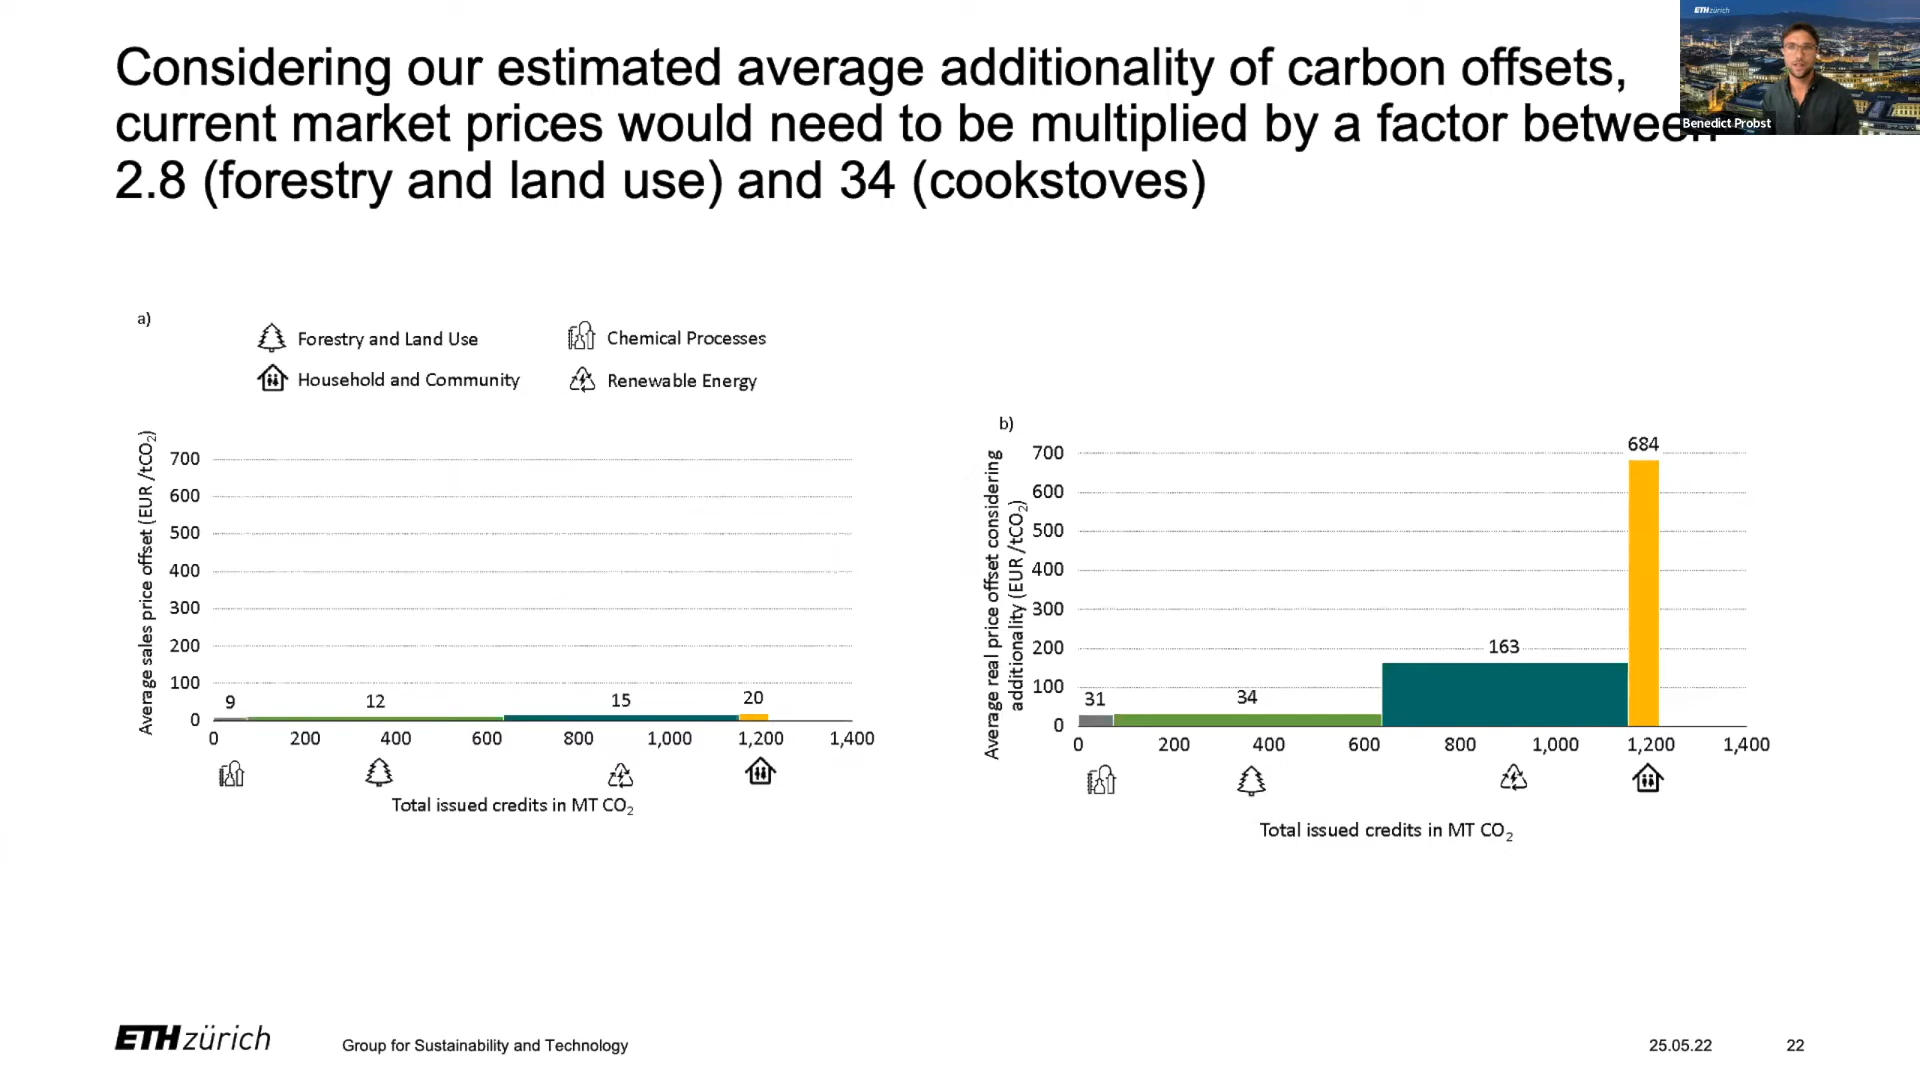 Considering our estimated average additionality of carbon offsets,
current market prices would need to be multiplied by a factor between
2.8 (forestry and land use) and 34 (cookstoves)
ETH zürich
Benedict Probst
a)
Forestry and Land Use
Chemical Processes
Household and Community
Renewable Energy
Average sales price offset (EUR /tCO₂)
700
600
500
400
300
200
100
0
9
12
15
20
0 200 400 600 800 1,000 1,200 1,400
Total issued credits in MT CO₂
b)
Average real price offset considering
additionality (EUR /tCO₂)
700
600
500
400
300
200
100
0
31
34
163
684
0 200 400 600 800 1,000 1,200 1,400
Total issued credits in MT CO₂
ETH zürich
Group for Sustainability and Technology
25.05.22
22